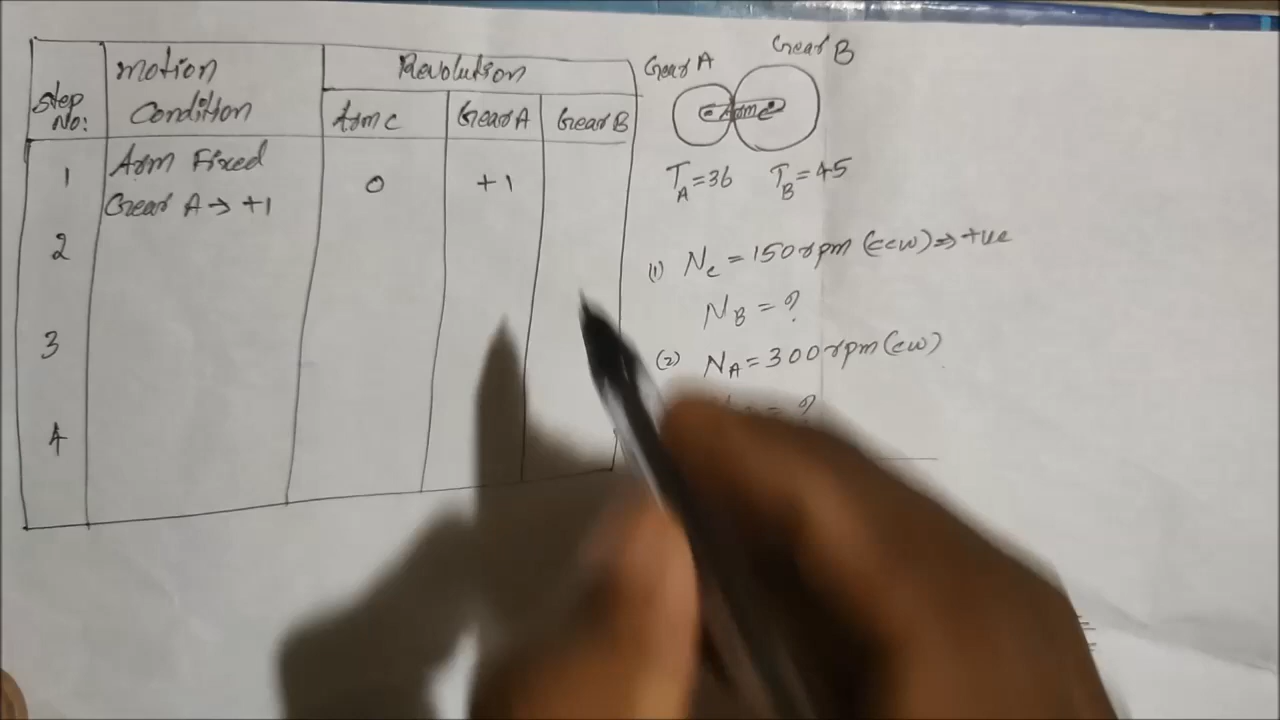 Step No:
Motion Condition
Revolution
Arm C
Gear A
Gear B
1
Arm Fixed
Gear A → +1
0
+1
2
3
4
Gear A
Gear B
Arm C
T_A = 36
T_B = 45
(1) N_C = 150 rpm (ccw) ⇒ +ve
N_B = ?
(2) N_A = 300 rpm (cw)
= ?